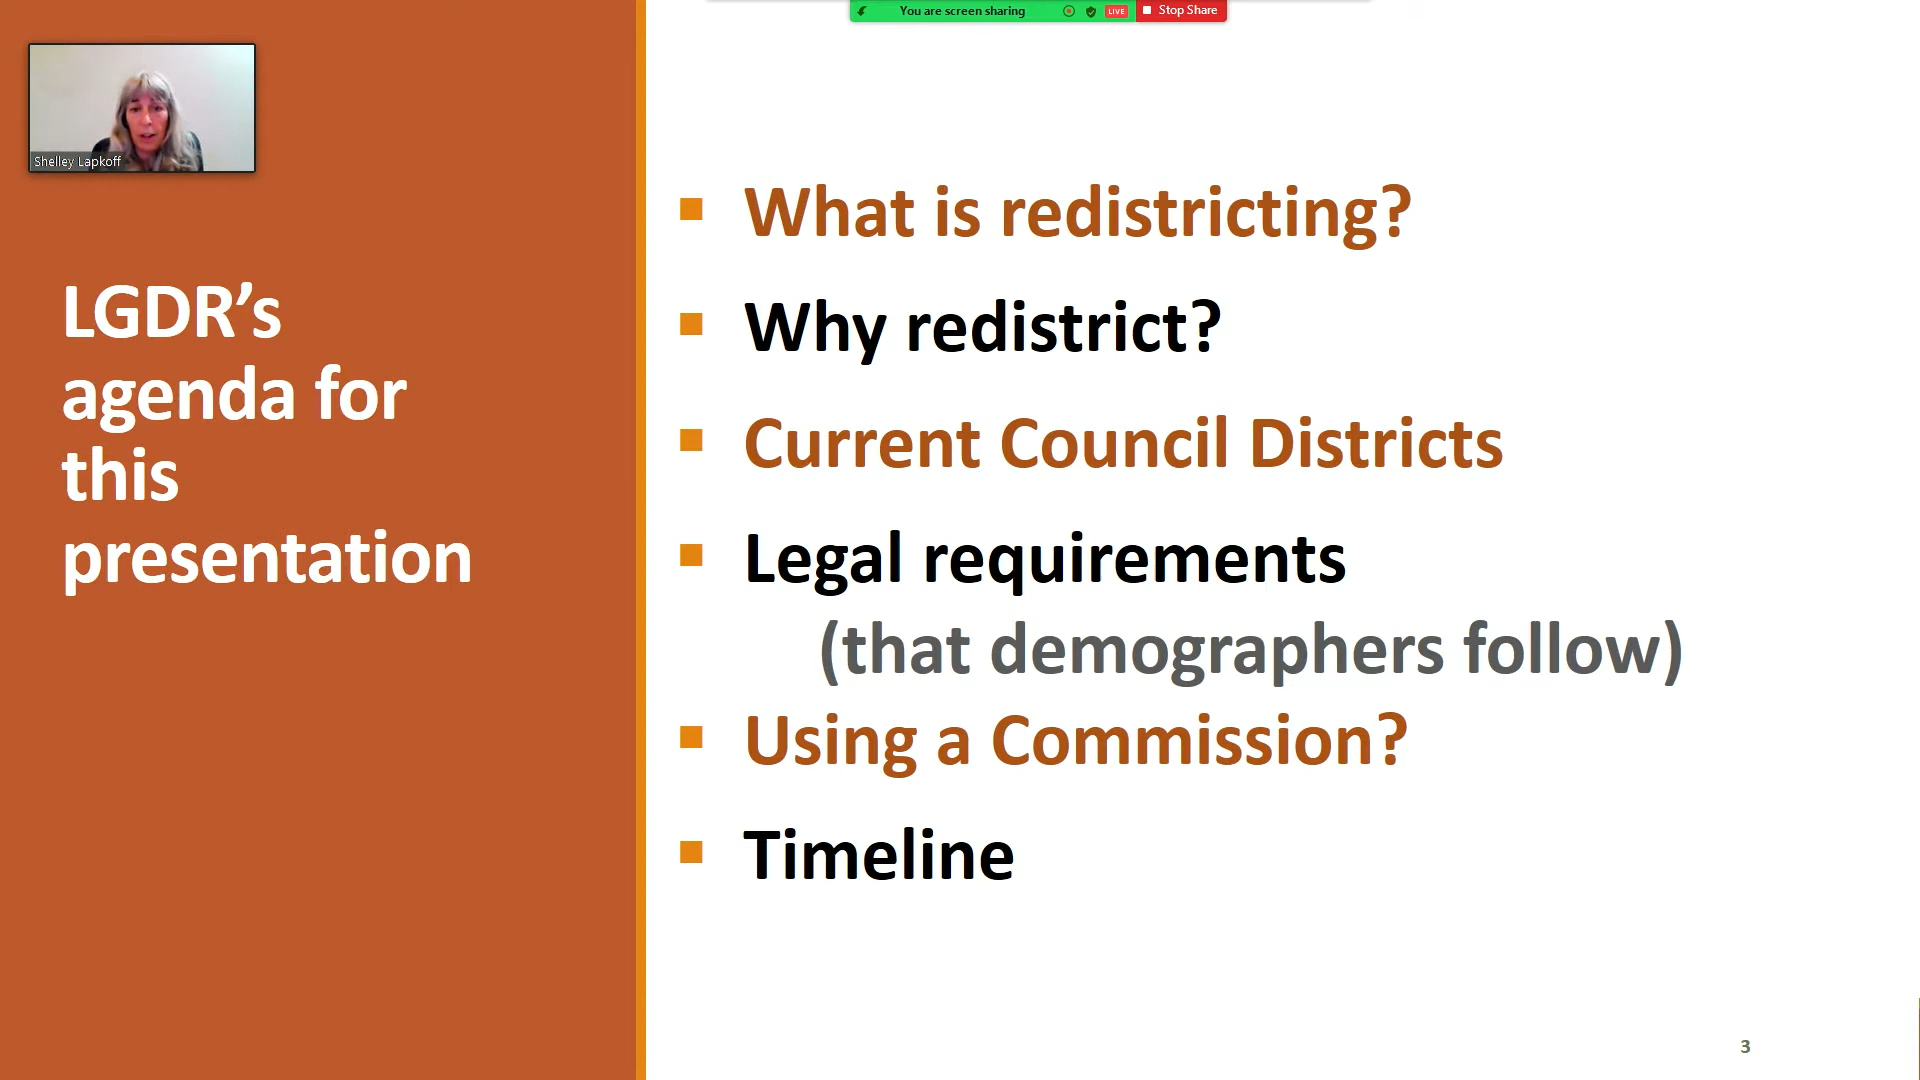 You are screen sharing
LIVE
Stop Share
Shelley Lapkoff
LGDR’s
agenda for
this
presentation
What is redistricting?
Why redistrict?
Current Council Districts
Legal requirements
(that demographers follow)
Using a Commission?
Timeline
3